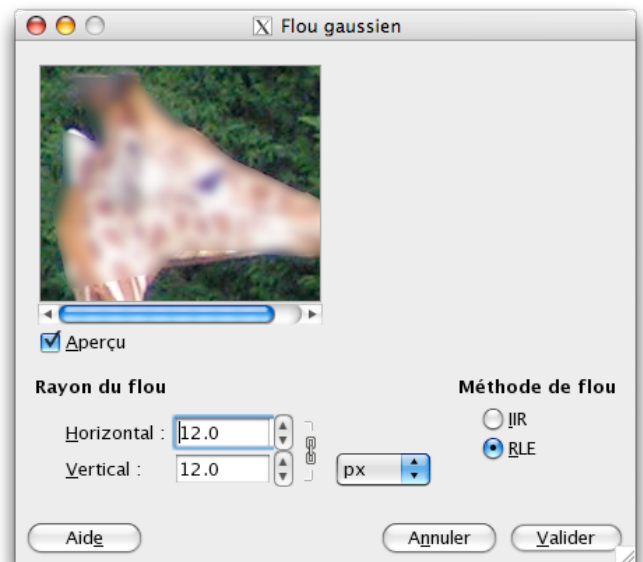 Flou gaussien
Aperçu
Rayon du flou
Méthode de flou
Horizontal : 12.0
IIR
RLE
Vertical : 12.0
px
Aide
Annuler
Valider